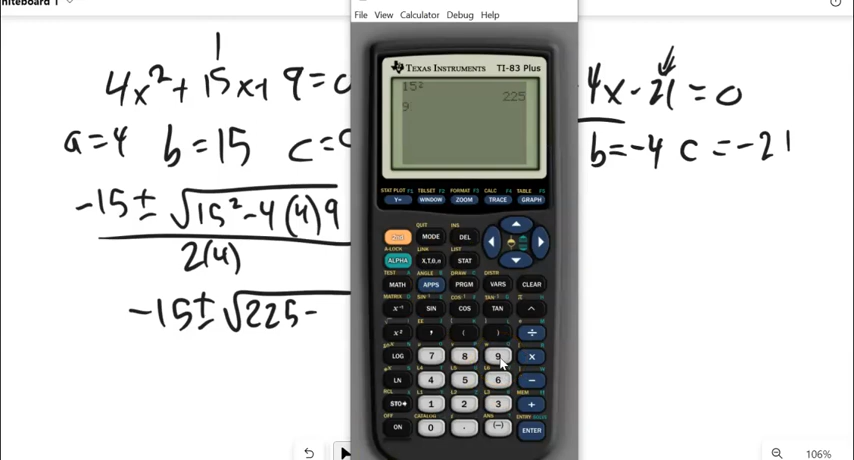 niteboard 1
File View Calculator Debug Help
1
4x² + 15x + 9 = 0
a = 4 b = 15 c =
-15 ± √15² - 4(4)9
2(4)
-15 ± √225 -
TEXAS INSTRUMENTS TI-83 Plus
15²
225
9
STAT PLOT F1 TBLSET F2 FORMAT F3 CALC F4 TABLE F5
Y= WINDOW ZOOM TRACE GRAPH
QUIT INS
2nd MODE DEL
A-LOCK LINK LIST
ALPHA X,T,θ,n STAT
TEST A ANGLE B DRAW C DISTR
MATH APPS PRGM VARS CLEAR
MATRIX D SIN⁻¹ E COS⁻¹ F TAN⁻¹ G π H
x⁻¹ SIN COS TAN ^
x² , ( ) ÷
LOG 7 8 9 ×
LN 4 5 6 −
RCL X L1 Y L2 Z L3 θ MEM "
STO▸ 1 2 3 +
OFF CATALOG ANS ENTRY SOLVE
ON 0 . (−) ENTER
4x - 21 = 0
b = -4 c = -21
106%